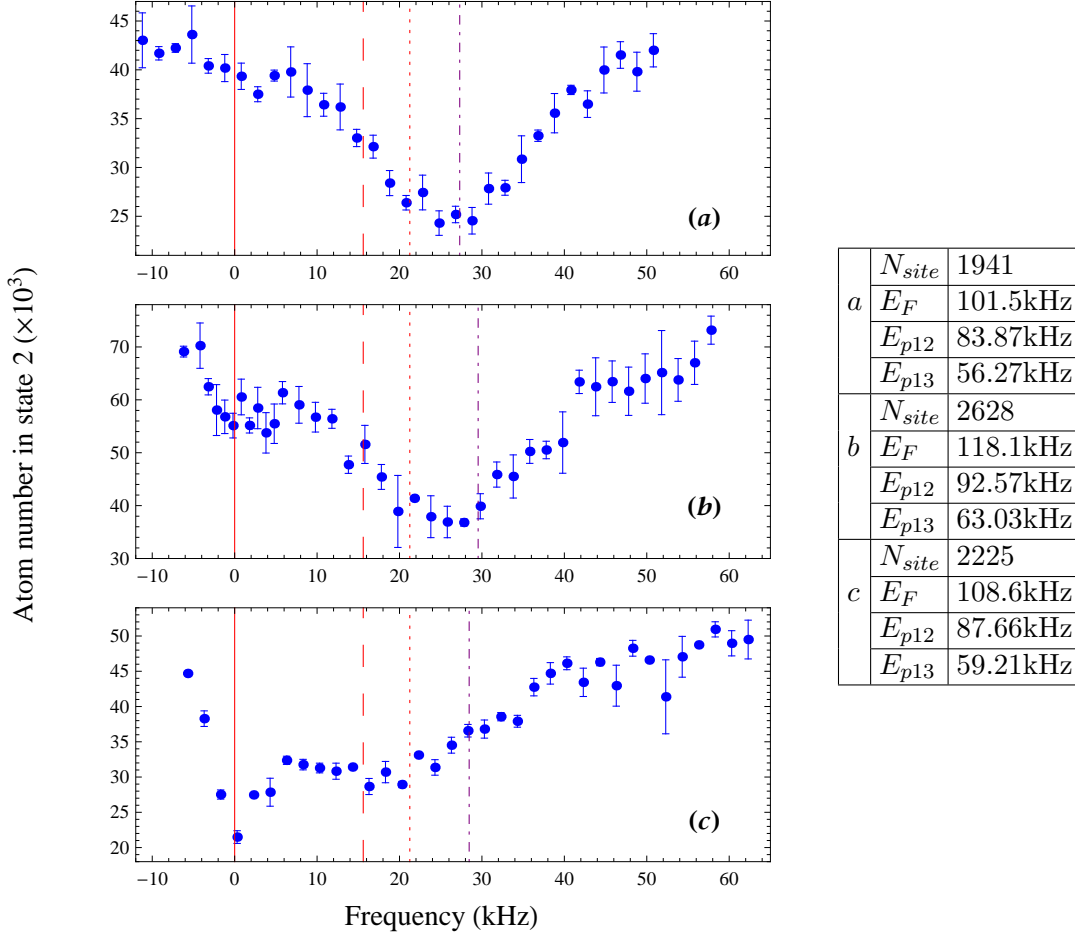 45
40
35
30
25
−10 0 10 20 30 40 50 60
(a)
70
60
50
40
30
−10 0 10 20 30 40 50 60
(b)
50
45
40
35
30
25
20
−10 0 10 20 30 40 50 60
(c)
Atom number in state 2 (×10³)
Frequency (kHz)
a
N_site 1941
E_F 101.5kHz
E_p12 83.87kHz
E_p13 56.27kHz
b
N_site 2628
E_F 118.1kHz
E_p12 92.57kHz
E_p13 63.03kHz
c
N_site 2225
E_F 108.6kHz
E_p12 87.66kHz
E_p13 59.21kHz